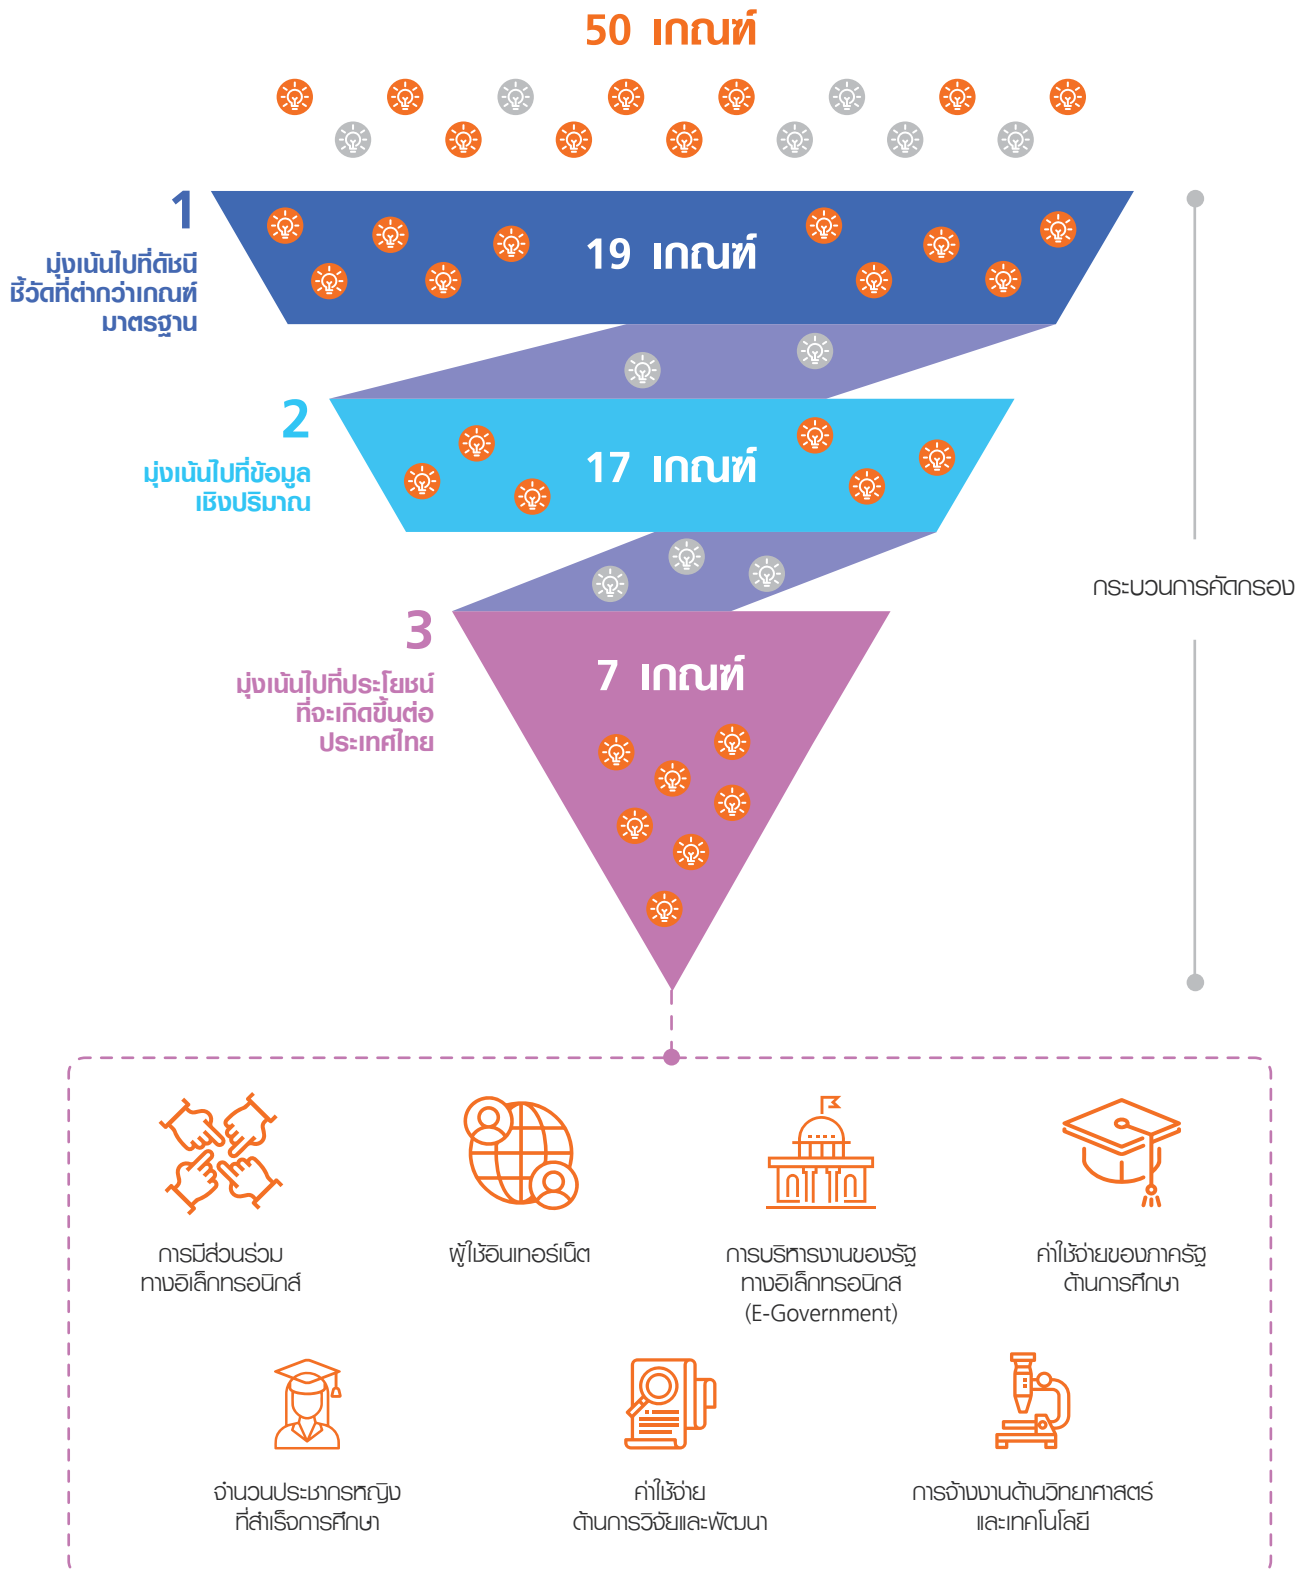 50 เกณฑ์
1
มุ่งเน้นไปที่ดัชนี
ชี้วัดที่ต่ำกว่าเกณฑ์
มาตรฐาน
19 เกณฑ์
2
มุ่งเน้นไปที่ข้อมูล
เชิงปริมาณ
17 เกณฑ์
กระบวนการคัดกรอง
3
มุ่งเน้นไปที่ประโยชน์
ที่จะเกิดขึ้นต่อ
ประเทศไทย
7 เกณฑ์
การมีส่วนร่วม
ทางอิเล็กทรอนิกส์
ผู้ใช้อินเทอร์เน็ต
การบริหารงานของรัฐ
ทางอิเล็กทรอนิกส
(E-Government)
ค่าใช้จ่ายของภาครัฐ
ด้านการศึกษา
จำนวนประชากรหญิง
ที่สำเร็จการศึกษา
ค่าใช้จ่าย
ด้านการวิจัยและพัฒนา
การจ้างงานด้านวิทยาศาสตร์
และเทคโนโลยี